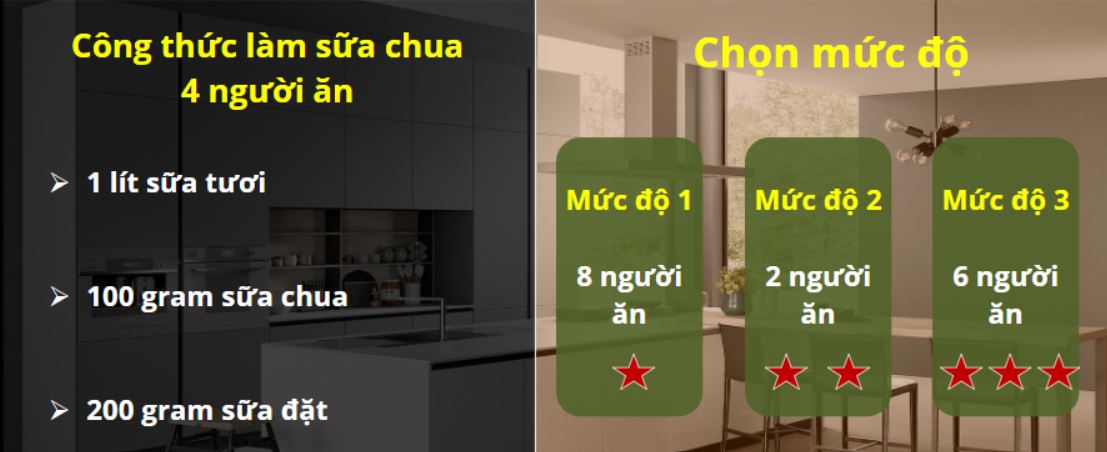 Công thức làm sữa chua
4 người ăn
1 lít sữa tươi
100 gram sữa chua
200 gram sữa đặt
Chọn mức độ
Mức độ 1
8 người
ăn
Mức độ 2
2 người
ăn
Mức độ 3
6 người
ăn